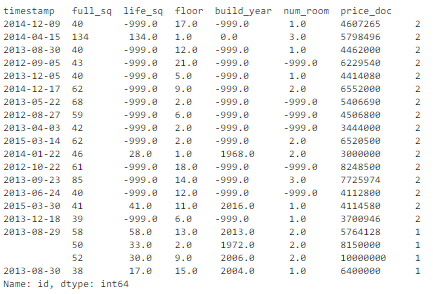 timestamp full_sq life_sq floor build_year num_room price_doc
2014-12-09 40 -999.0 17.0 -999.0 1.0 4607265 2
2014-04-15 134 134.0 1.0 0.0 3.0 5798496 2
2013-08-30 40 -999.0 12.0 -999.0 1.0 4462000 2
2012-09-05 43 -999.0 21.0 -999.0 -999.0 6229540 2
2013-12-05 40 -999.0 5.0 -999.0 1.0 4414080 2
2014-12-17 62 -999.0 9.0 -999.0 2.0 6552000 2
2013-05-22 68 -999.0 2.0 -999.0 -999.0 5406690 2
2012-08-27 59 -999.0 6.0 -999.0 -999.0 4506800 2
2013-04-03 42 -999.0 2.0 -999.0 -999.0 3444000 2
2015-03-14 62 -999.0 2.0 -999.0 2.0 6520500 2
2014-01-22 46 28.0 1.0 1968.0 2.0 3000000 2
2012-10-22 61 -999.0 18.0 -999.0 -999.0 8248500 2
2013-09-23 85 -999.0 14.0 -999.0 3.0 7725974 2
2013-06-24 40 -999.0 12.0 -999.0 -999.0 4112800 2
2015-03-30 41 41.0 11.0 2016.0 1.0 4114580 2
2013-12-18 39 -999.0 6.0 -999.0 1.0 3700946 2
2013-08-29 58 58.0 13.0 2013.0 2.0 5764128 1
50 33.0 2.0 1972.0 2.0 8150000 1
52 30.0 9.0 2006.0 2.0 10000000 1
2013-08-30 38 17.0 15.0 2004.0 1.0 6400000 1
Name: id, dtype: int64